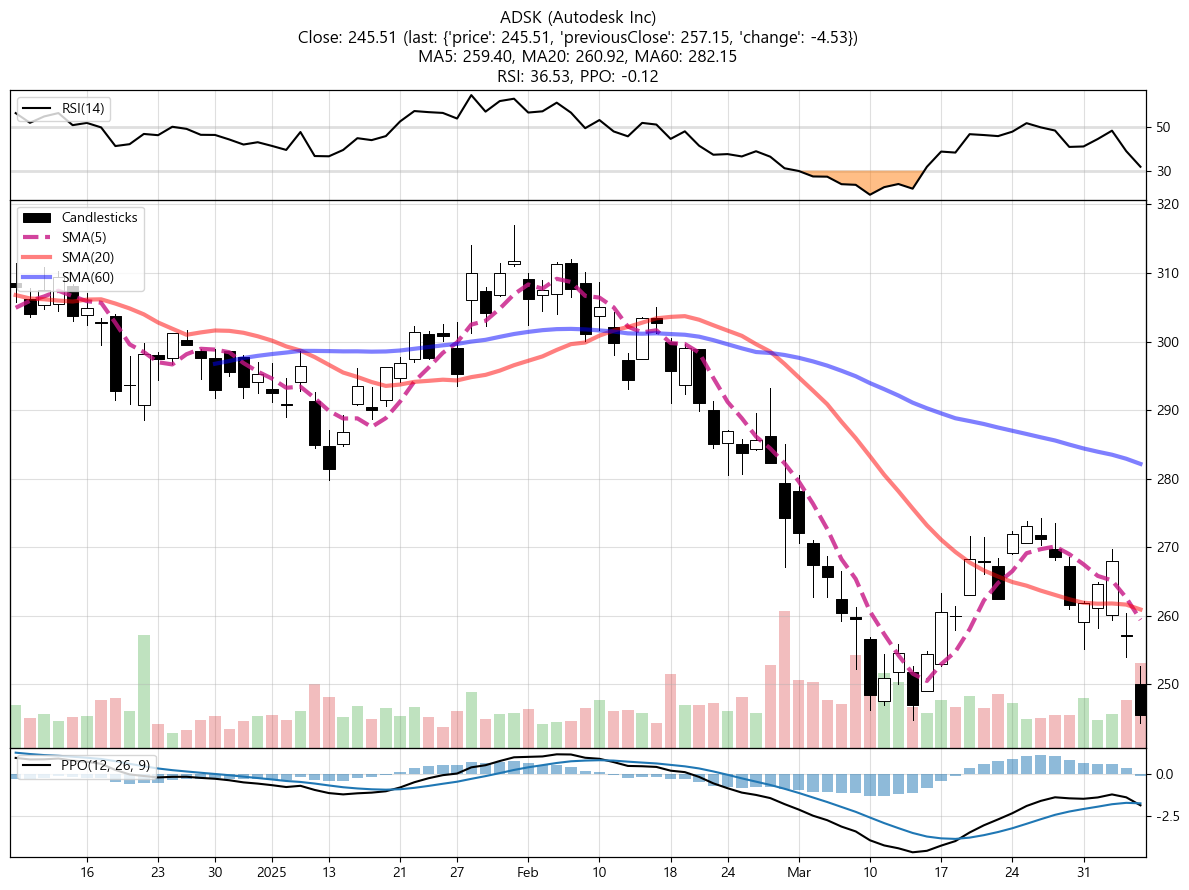 ADSK (Autodesk Inc)
Close: 245.51 (last: {'price': 245.51, 'previousClose': 257.15, 'change': -4.53})
MA5: 259.40, MA20: 260.92, MA60: 282.15
RSI: 36.53, PPO: -0.12
RSI(14)
50
30
Candlesticks
SMA(5)
SMA(20)
SMA(60)
320
310
300
290
280
270
260
250
PPO(12, 26, 9)
0.0
-2.5
16 23 30 2025 13 21 27 Feb 10 18 24 Mar 10 17 24 31